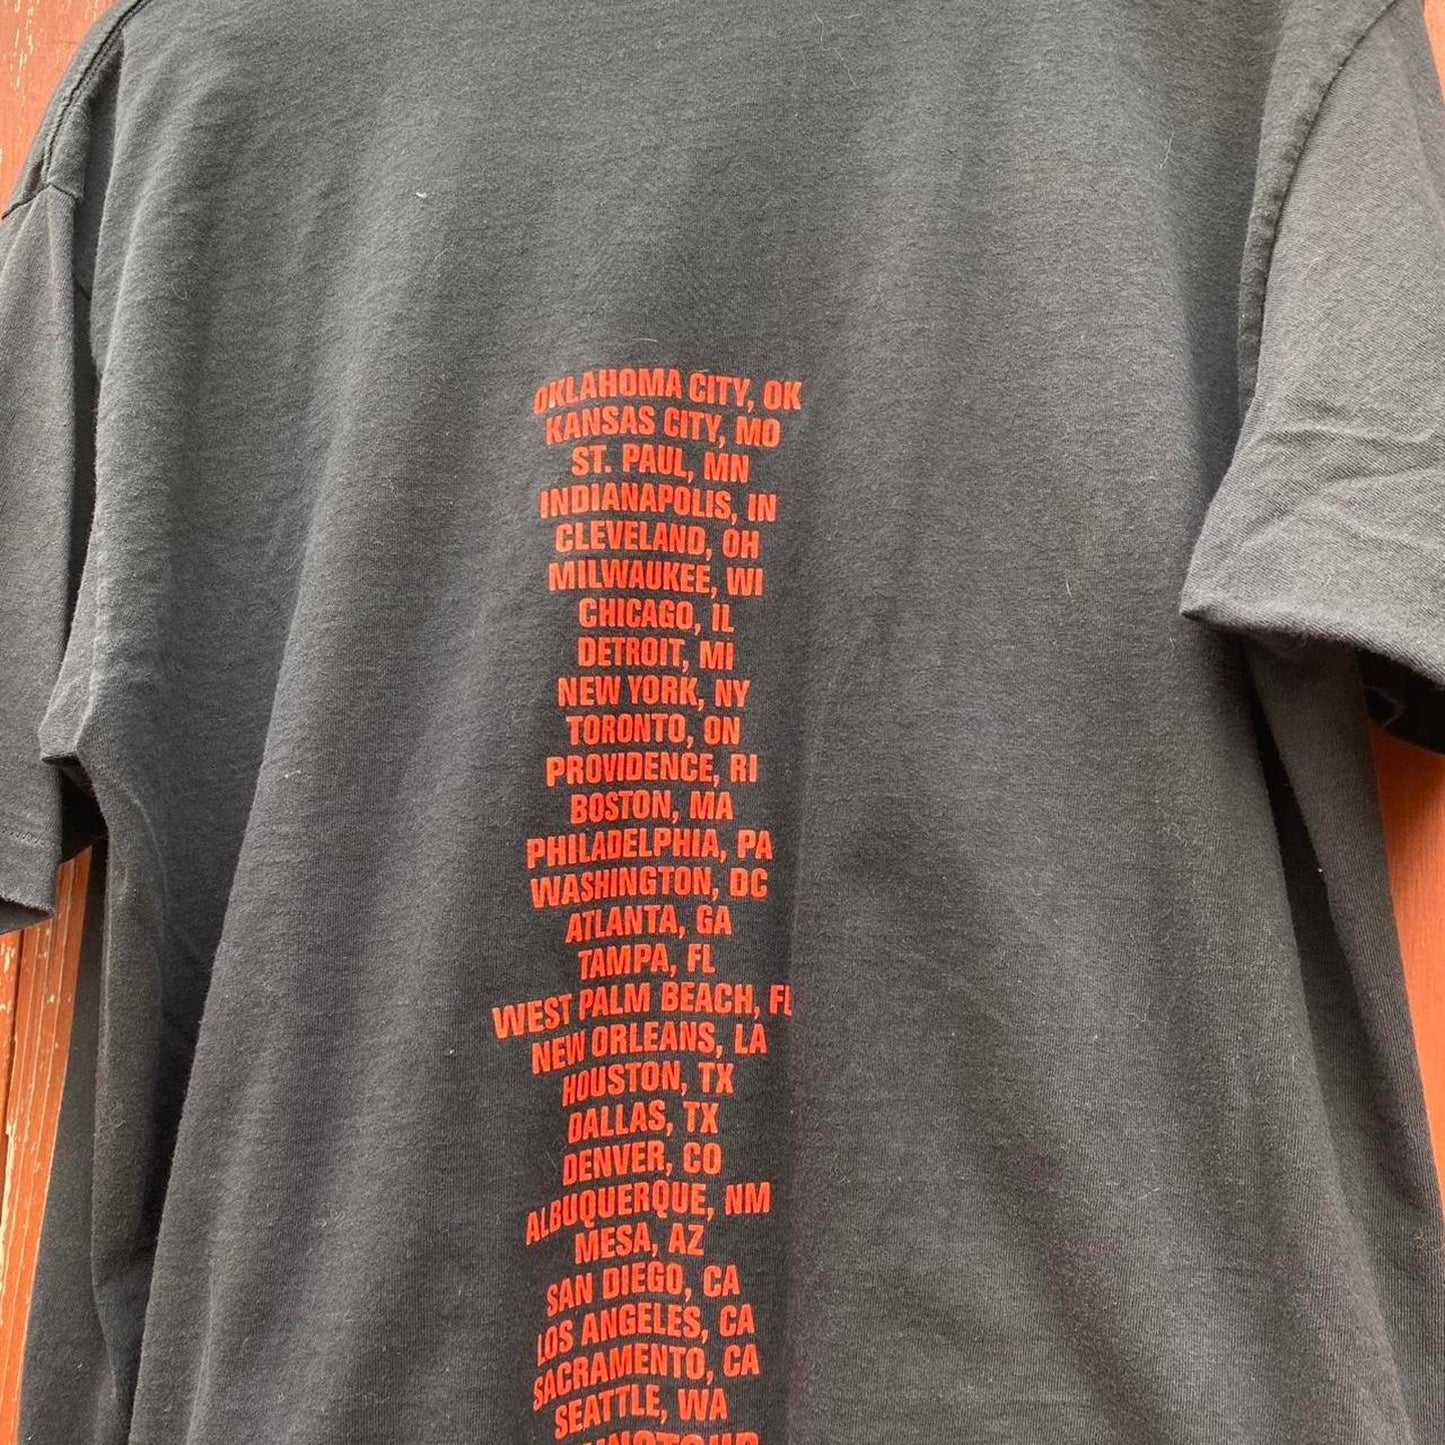 OKLAHOMA CITY, OK
KANSAS CITY, MO
ST. PAUL, MN
INDIANAPOLIS, IN
CLEVELAND, OH
MILWAUKEE, WI
CHICAGO, IL
DETROIT, MI
NEW YORK, NY
TORONTO, ON
PROVIDENCE, RI
BOSTON, MA
PHILADELPHIA, PA
WASHINGTON, DC
ATLANTA, GA
TAMPA, FL
WEST PALM BEACH, FL
NEW ORLEANS, LA
HOUSTON, TX
DALLAS, TX
DENVER, CO
ALBUQUERQUE, NM
MESA, AZ
SAN DIEGO, CA
LOS ANGELES, CA
SACRAMENTO, CA
SEATTLE, WA